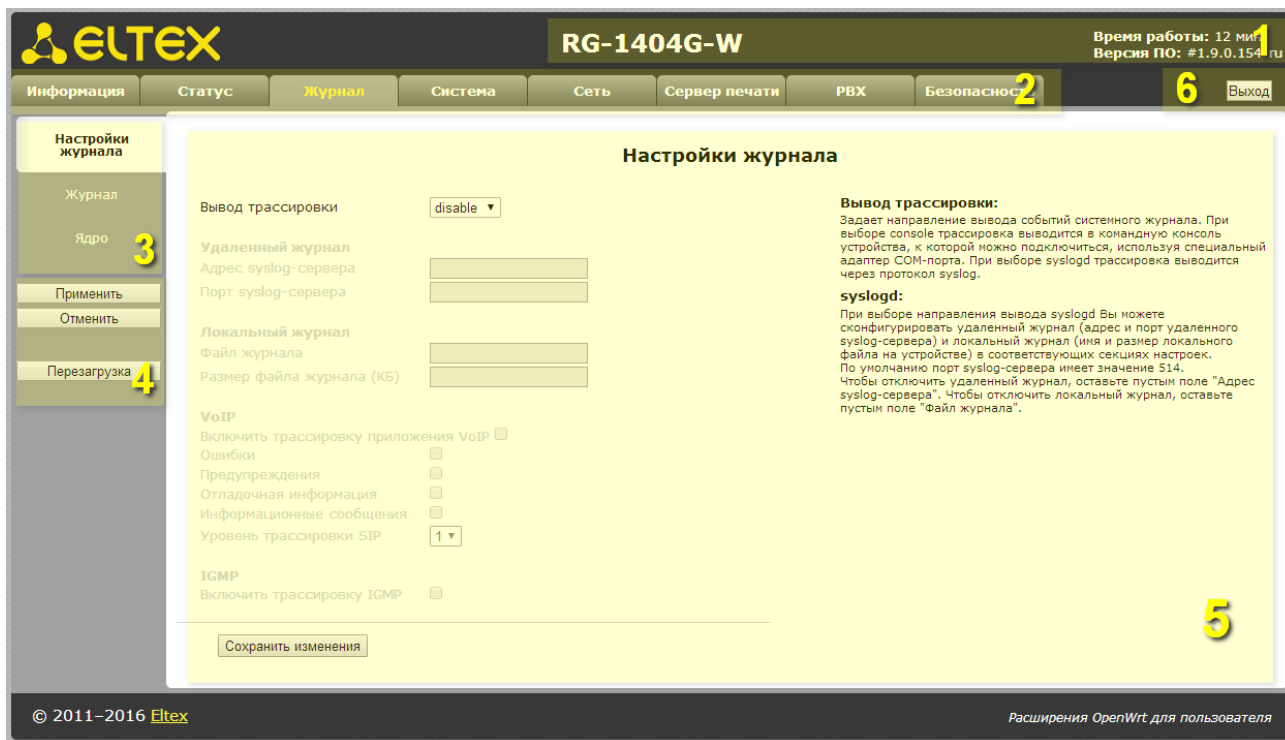 ELTEX
RG-1404G-W
Время работы: 12 мин
1
Версия ПО: #1.9.0.154 ru
Информация Статус Журнал Система Сеть Сервер печати PBX Безопасность 2
6 Выход
Настройки
журнала
Журнал
Ядро
3
Применить
Отменить
Перезагрузка
4
Настройки журнала
Вывод трассировки disable
Удаленный журнал
Адрес syslog-сервера
Порт syslog-сервера
Локальный журнал
Файл журнала
Размер файла журнала (КБ)
VoIP
Включить трассировку приложения VoIP
Ошибки
Предупреждения
Отладочная информация
Информационные сообщения
Уровень трассировки SIP 1
IGMP
Включить трассировку IGMP
Сохранить изменения
Вывод трассировки:
Задает направление вывода событий системного журнала. При
выборе console трассировка выводится в командную консоль
устройства, к которой можно подключиться, используя специальный
адаптер COM-порта. При выборе syslogd трассировка выводится
через протокол syslog.
syslogd:
При выборе направления вывода syslogd Вы можете
сконфигурировать удаленный журнал (адрес и порт удаленного
syslog-сервера) и локальный журнал (имя и размер локального
файла на устройстве) в соответствующих секциях настроек.
По умолчанию порт syslog-сервера имеет значение 514.
Чтобы отключить удаленный журнал, оставьте пустым поле "Адрес
syslog-сервера". Чтобы отключить локальный журнал, оставьте
пустым поле "Файл журнала".
5
© 2011–2016 Eltex
Расширения OpenWrt для пользователя